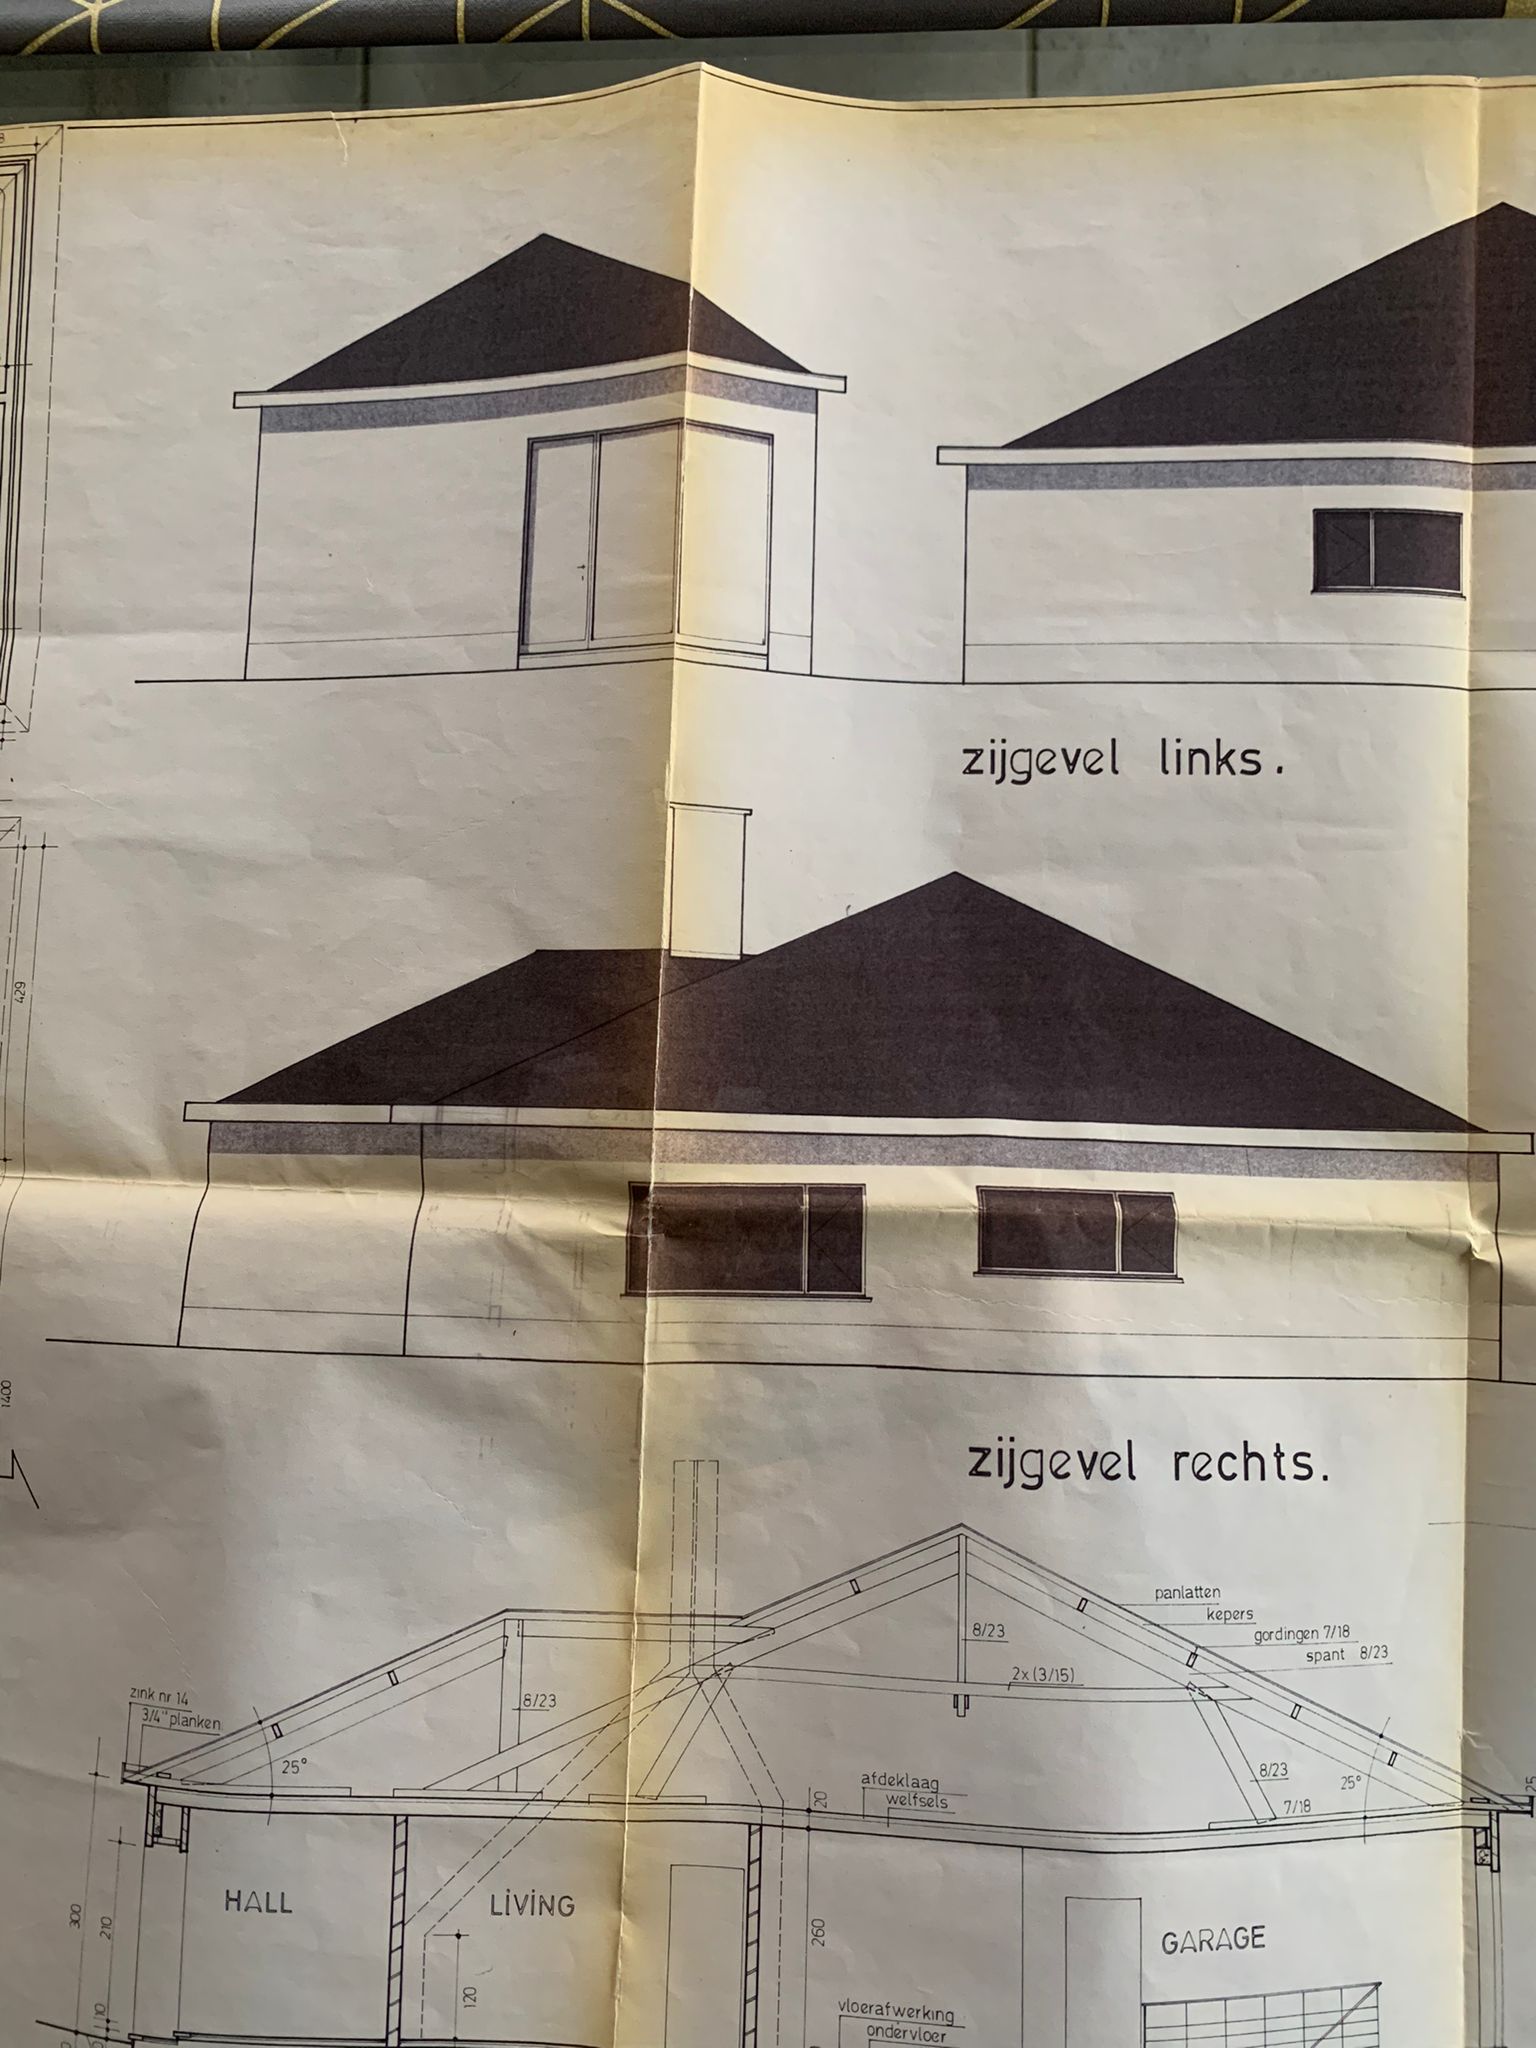 8
zijgevel links.
429
1400
zijgevel rechts.
panlatten
kepers
gordingen 7/18
spant 8/23
8/23
2x(3/15)
zink nr 14
3/4" planken
8/23
25°
8/23
25°
7/18
25
afdeklaag
welfsels
20
HALL
LIVING
GARAGE
300
210
260
120
10
vloerafwerking
ondervloer